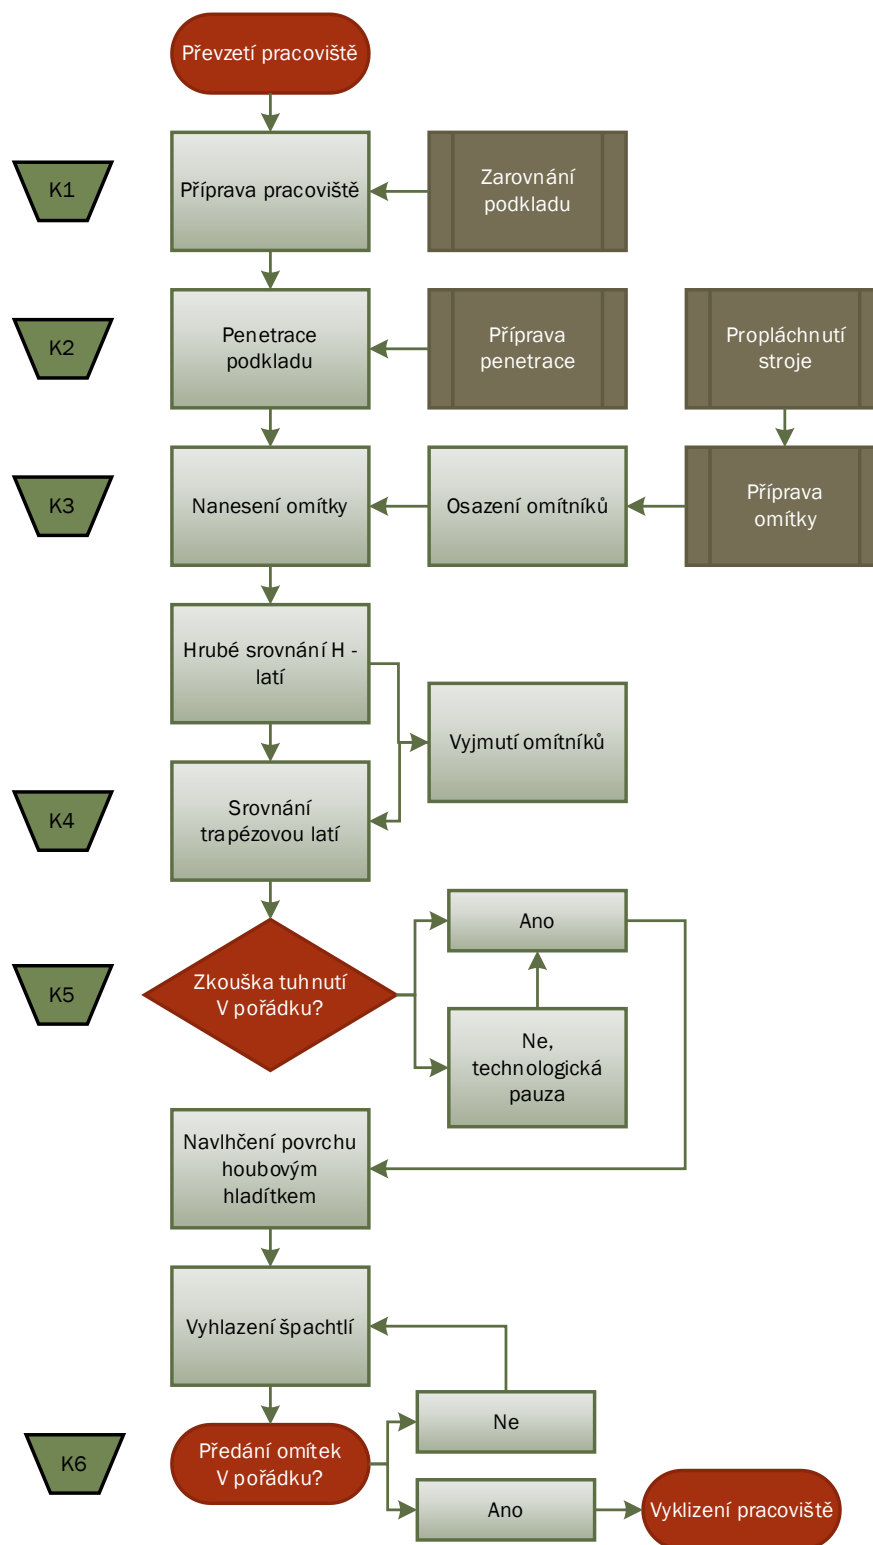 Převzetí pracoviště
K1
Příprava pracoviště
Zarovnání
podkladu
K2
Penetrace
podkladu
Příprava
penetrace
Propláchnutí
stroje
K3
Nanesení omítky
Osazení omítníků
Příprava
omítky
Hrubé srovnání H -
latí
Vyjmutí omítníků
K4
Srovnání
trapézovou latí
Ano
K5
Zkouška tuhnutí
V pořádku?
Ne,
technologická
pauza
Navlhčení povrchu
houbovým
hladítkem
Vyhlazení špachtlí
Ne
K6
Předání omítek
V pořádku?
Ano
Vyklizení pracoviště